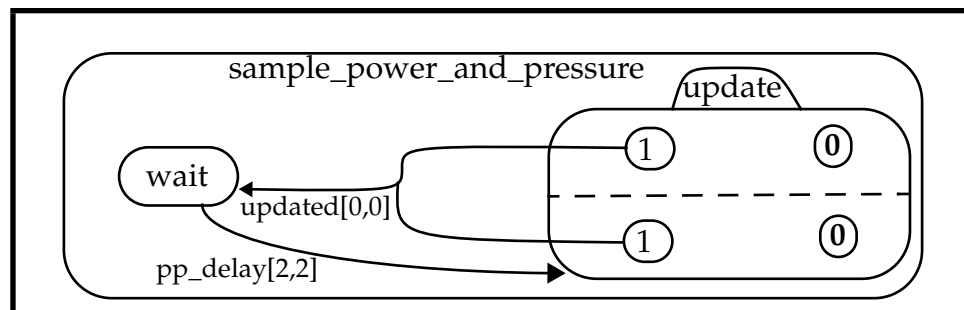 sample_power_and_pressure
update
1
0
wait
updated[0,0]
1
0
pp_delay[2,2]